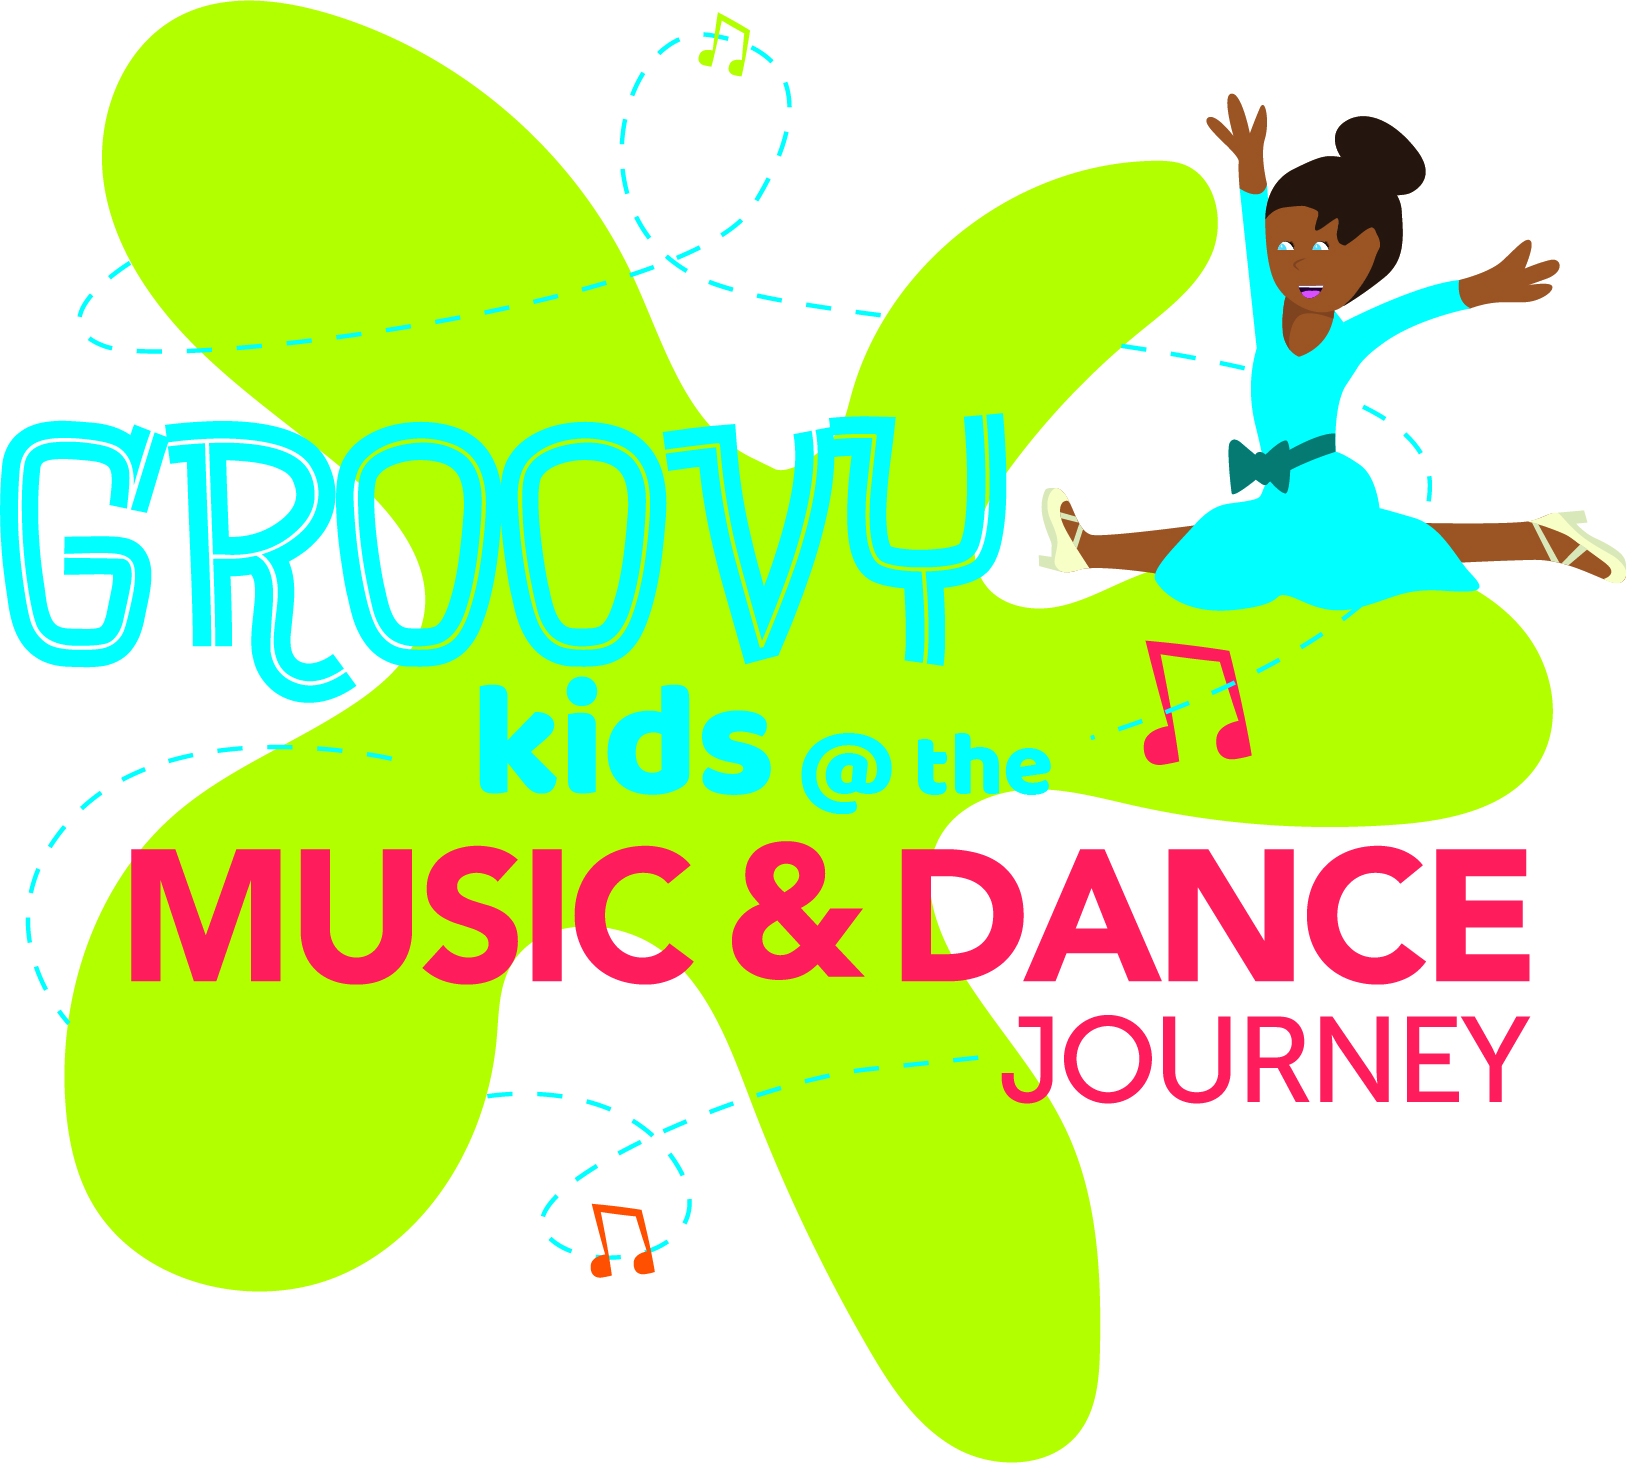 GROOVY
kids @ the
MUSIC & DANCE
JOURNEY